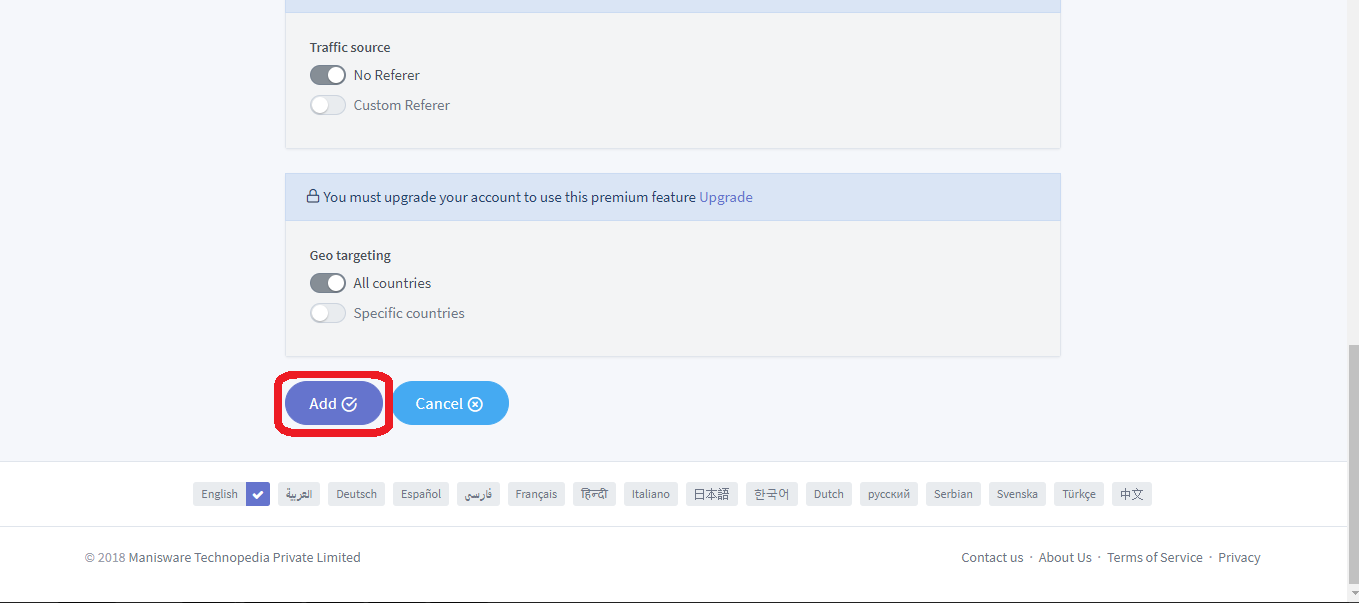 Traffic source
No Referer
Custom Referer
You must upgrade your account to use this premium feature Upgrade
Geo targeting
All countries
Specific countries
Add Cancel
English العربية Deutsch Español فارسی Français हिन्दी Italiano 日本語 한국어 Dutch русский Serbian Svenska Türkçe 中文
© 2018 Manisware Technopedia Private Limited Contact us · About Us · Terms of Service · Privacy